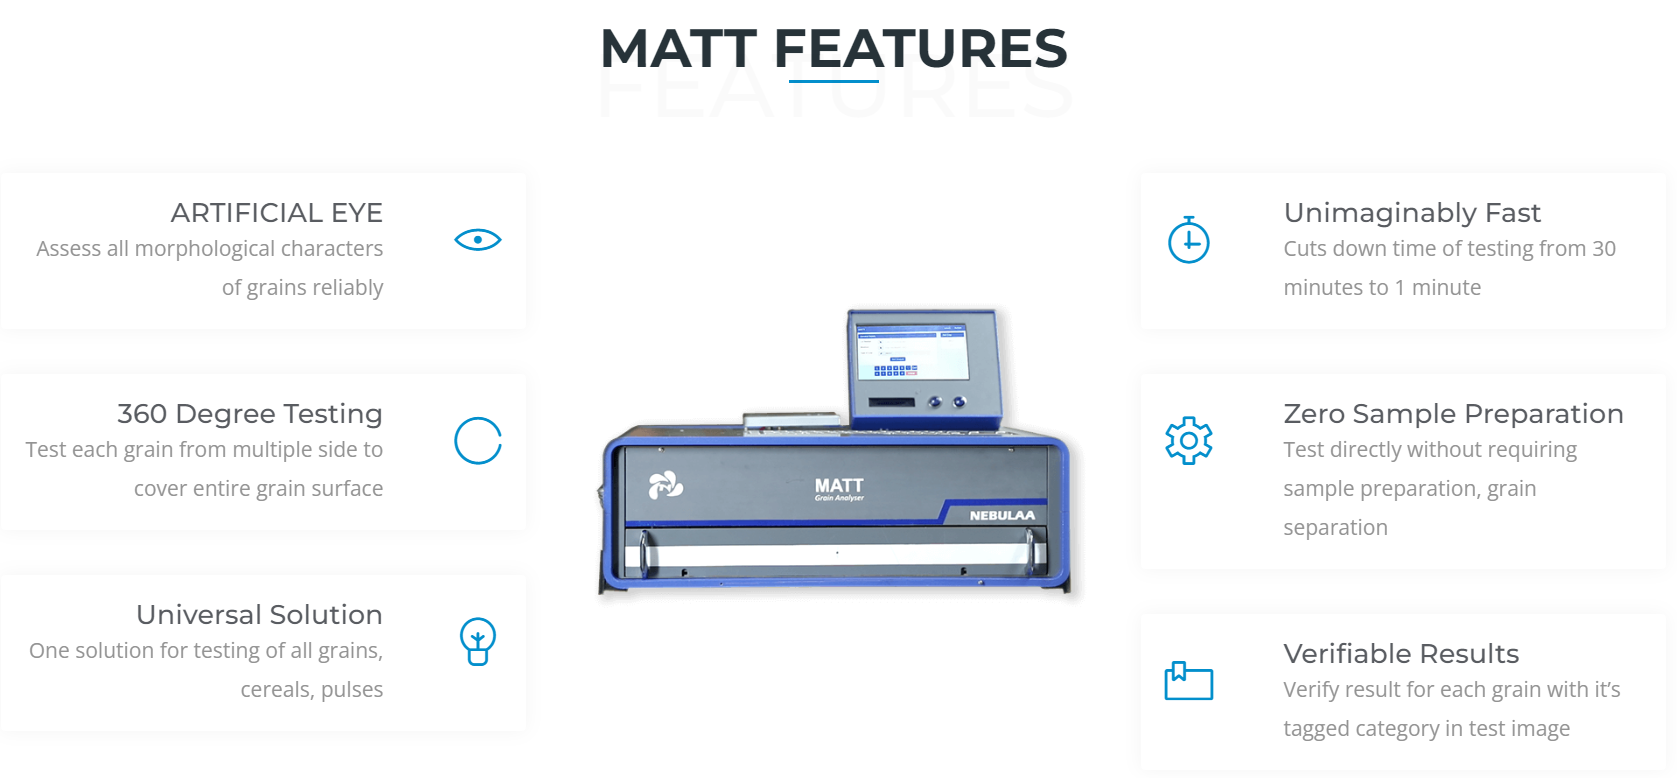 MATT FEATURES
FEATURES
ARTIFICIAL EYE
Assess all morphological characters
of grains reliably
360 Degree Testing
Test each grain from multiple side to
cover entire grain surface
Universal Solution
One solution for testing of all grains,
cereals, pulses
MATT
Grain Analyser
NEBULAA
Unimaginably Fast
Cuts down time of testing from 30
minutes to 1 minute
Zero Sample Preparation
Test directly without requiring
sample preparation, grain
separation
Verifiable Results
Verify result for each grain with it’s
tagged category in test image